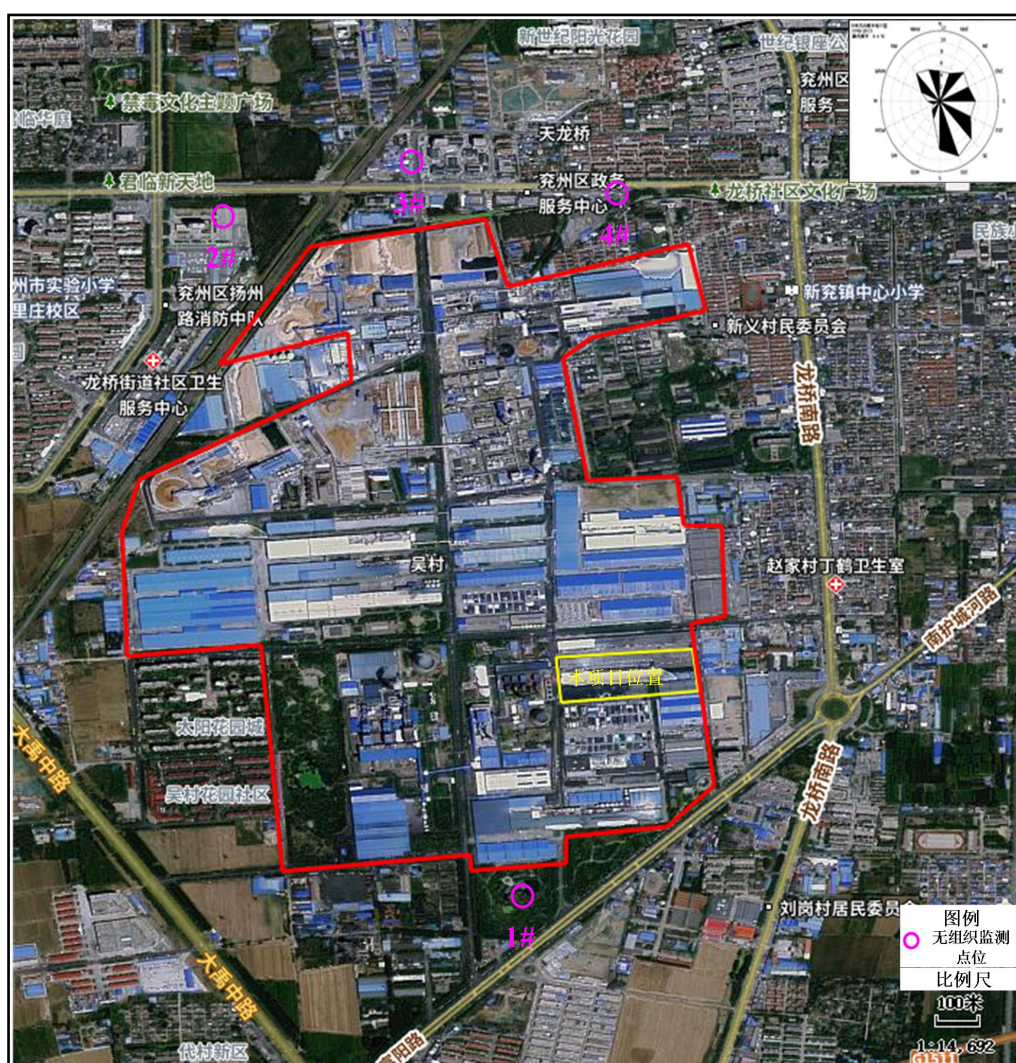 新世纪阳光花园
世纪银座公
禁毒文化主题广场
临华庭
兖州区
服务二
天龙桥
君临新天地
3#
兖州区政务
服务中心
龙桥社区文化广场
4#
2#
民族小
州市实验小学
里庄校区
兖州区扬州
路消防中队
新兖镇中心小学
新义村民委员会
龙桥街道社区卫生
服务中心
龙桥南路
吴村
赵家村丁鹤卫生室
南护城河路
本项目位置
太阳花园城
大禹中路
吴村花园社区
龙桥南路
1#
刘岗村居民委员会
图例
无组织监测
点位
比例尺
100米
1:14,692
大禹中路
代村新区
阳路